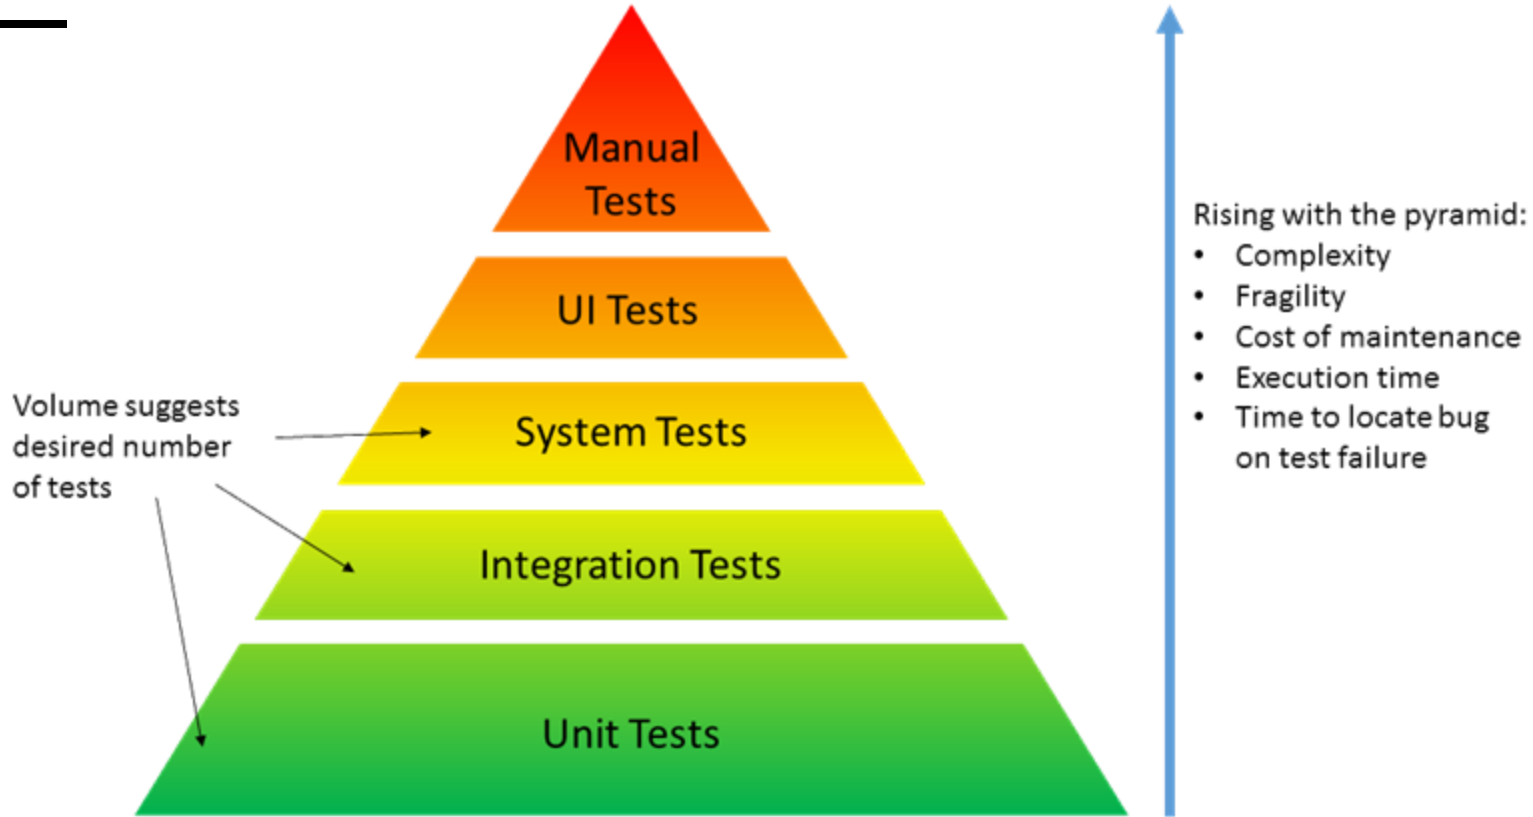 Manual
Tests
UI Tests
System Tests
Integration Tests
Unit Tests
Volume suggests
desired number
of tests
Rising with the pyramid:
• Complexity
• Fragility
• Cost of maintenance
• Execution time
• Time to locate bug
on test failure